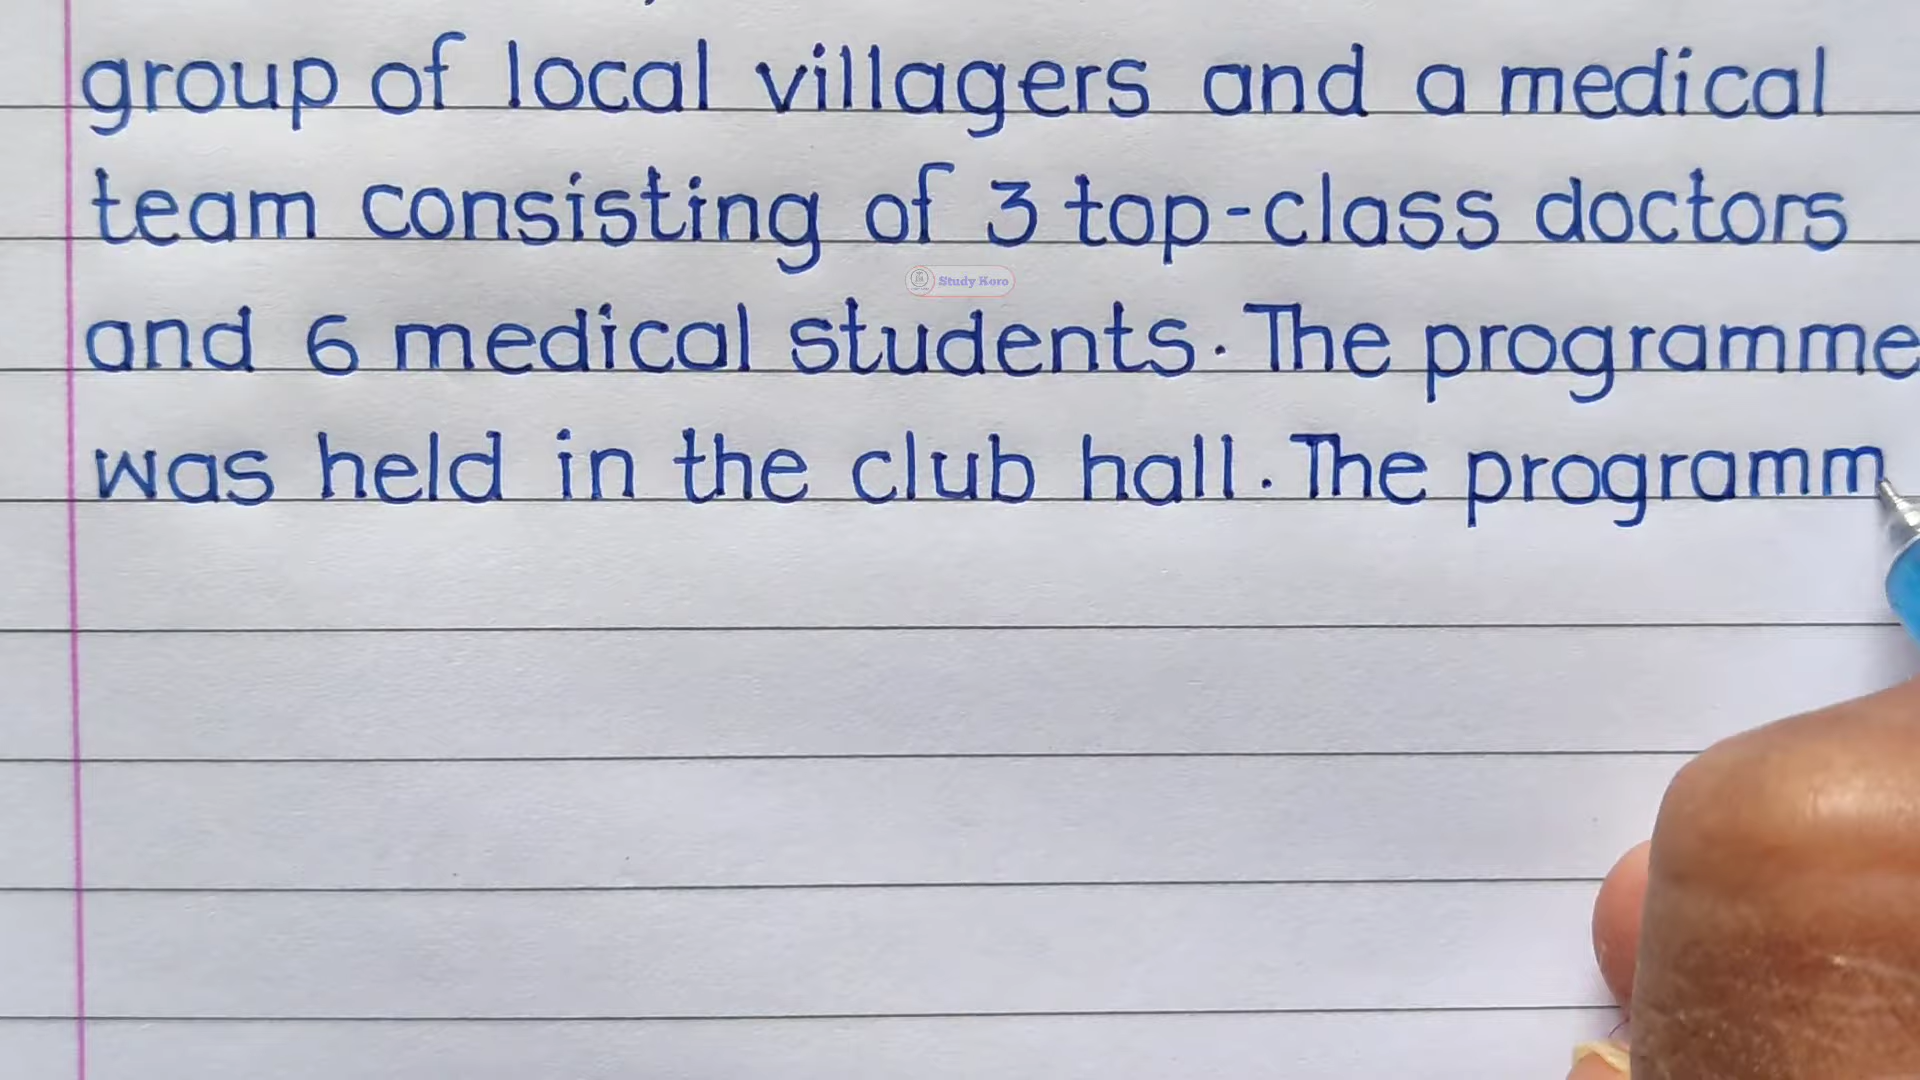 group of local villagers and a medical
team consisting of 3 top-class doctors
Study Koro
and 6 medical students. The programme
was held in the club hall. The programm